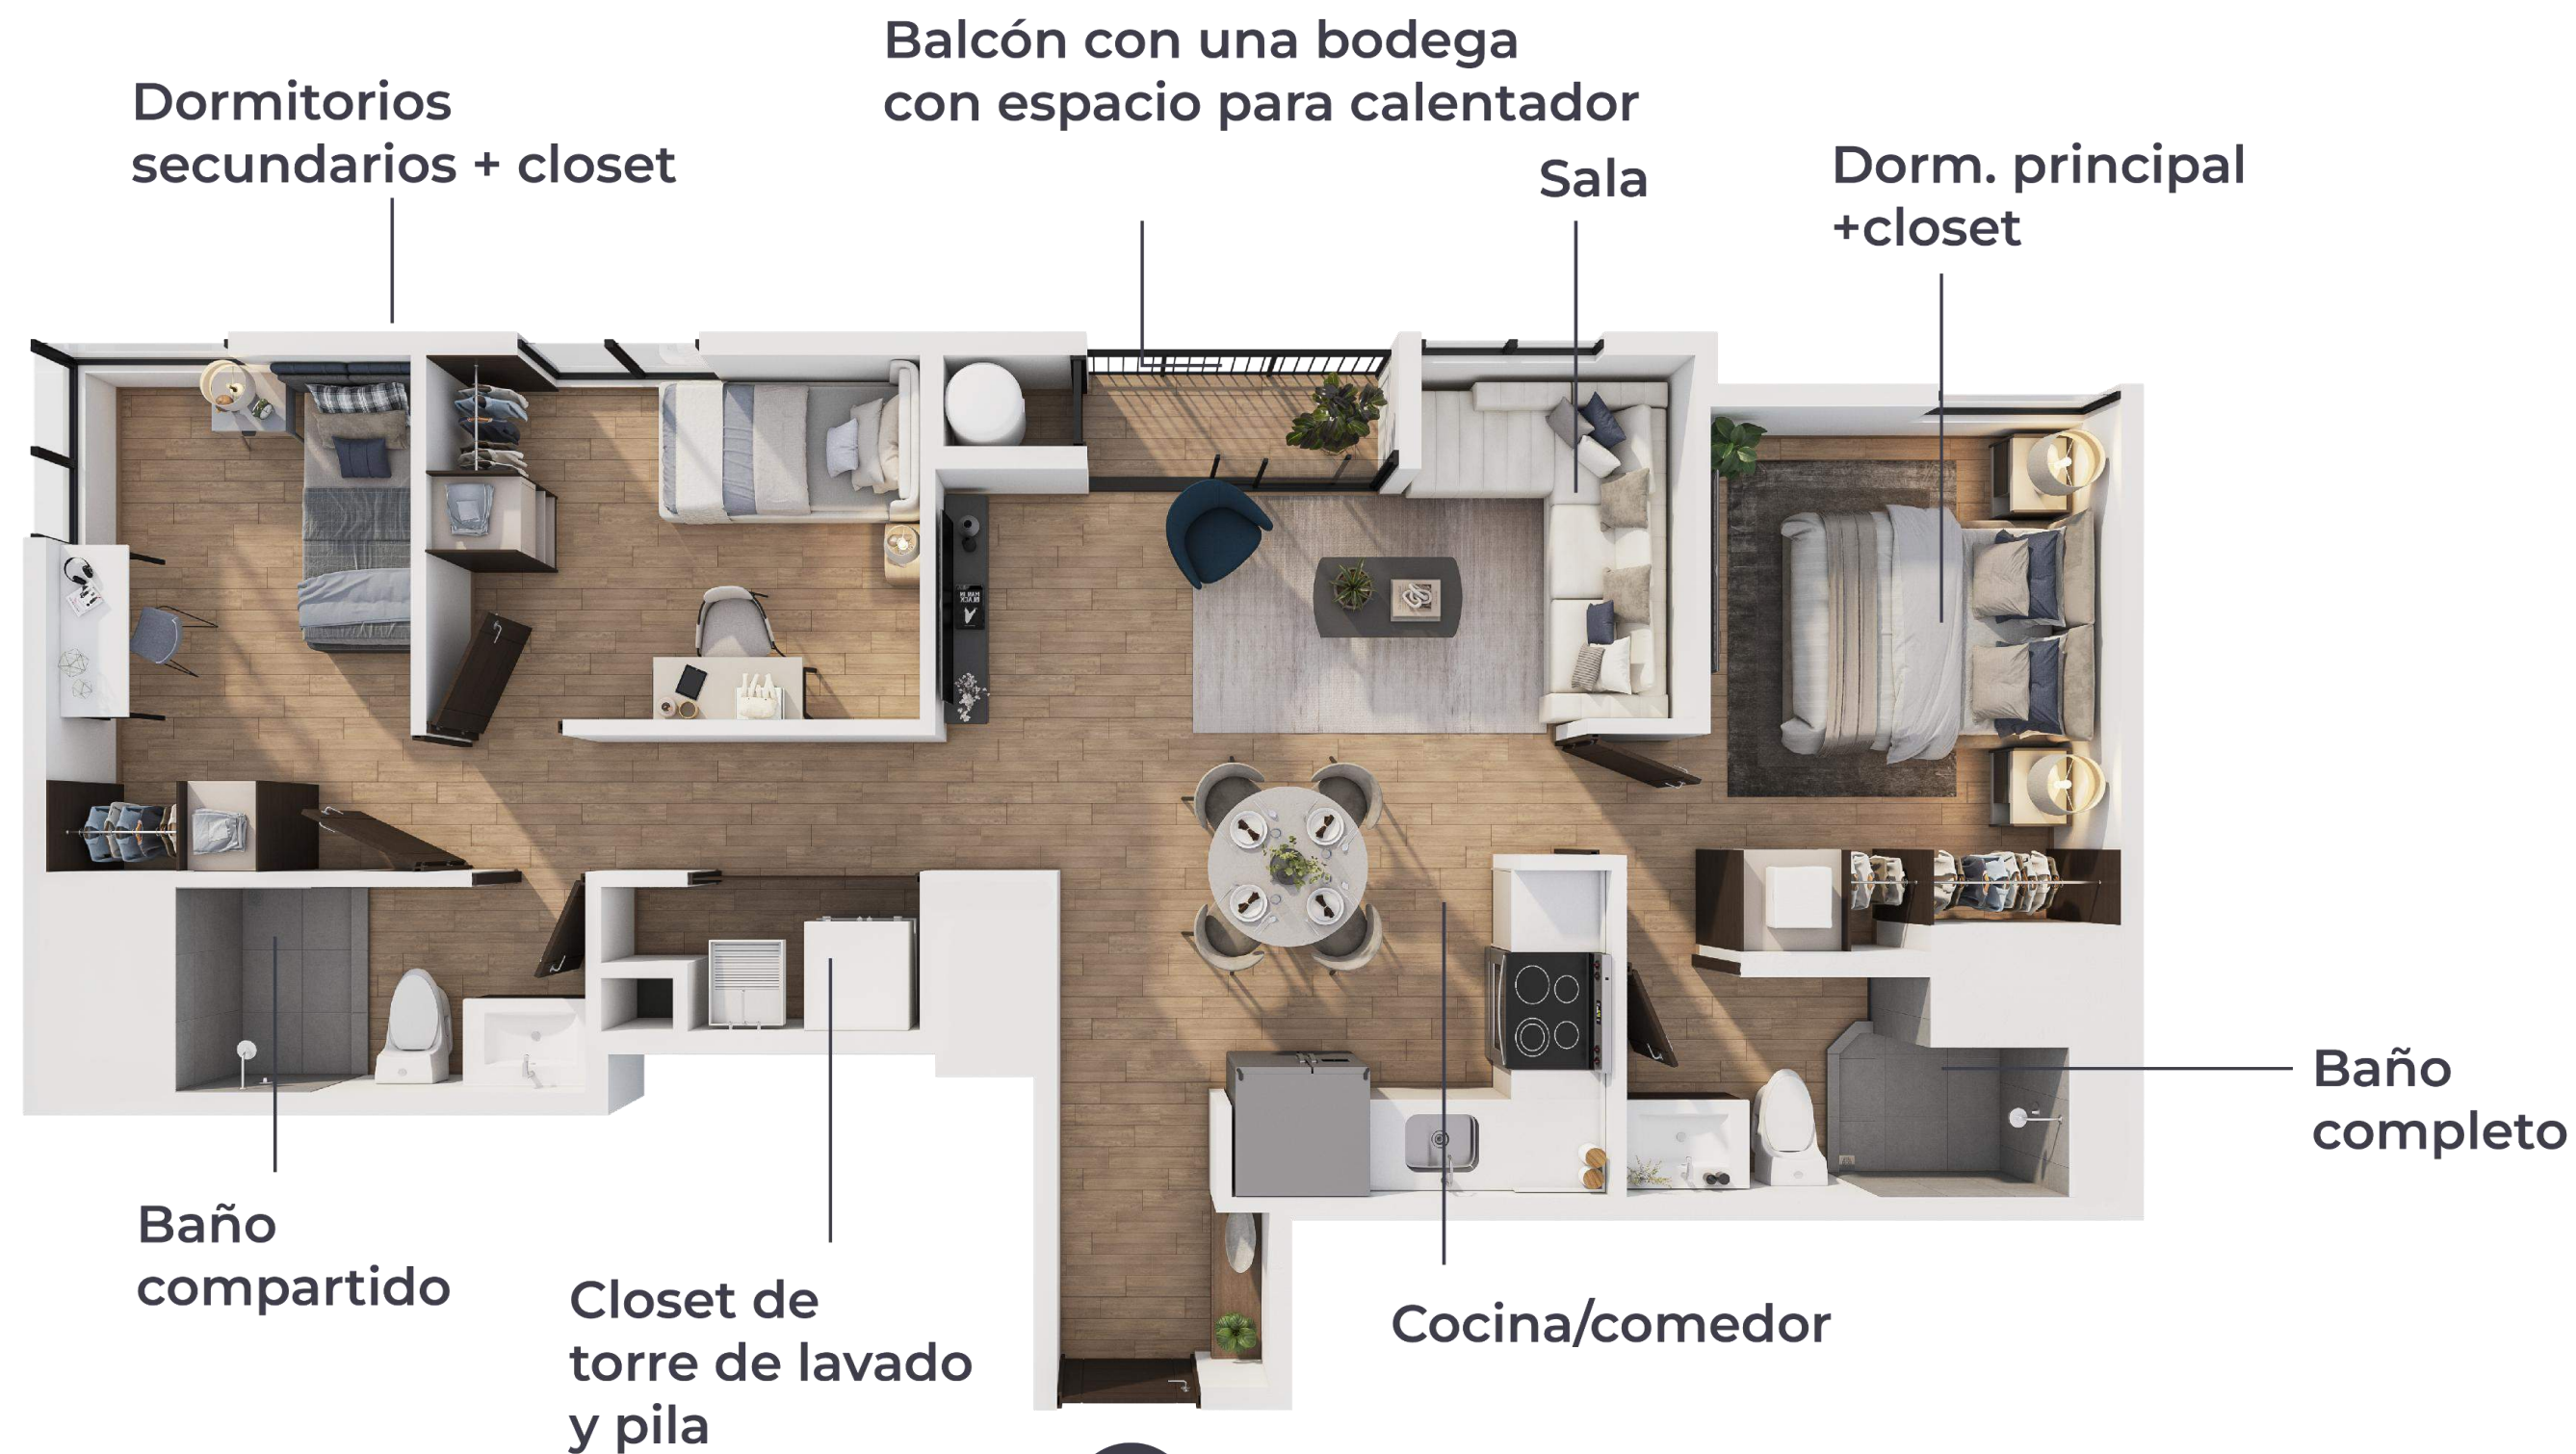 Balcón con una bodega
con espacio para calentador
Dormitorios
secundarios + closet
Sala
Dorm. principal
+closet
Baño
completo
Baño
compartido
Closet de
torre de lavado
y pila
Cocina/comedor